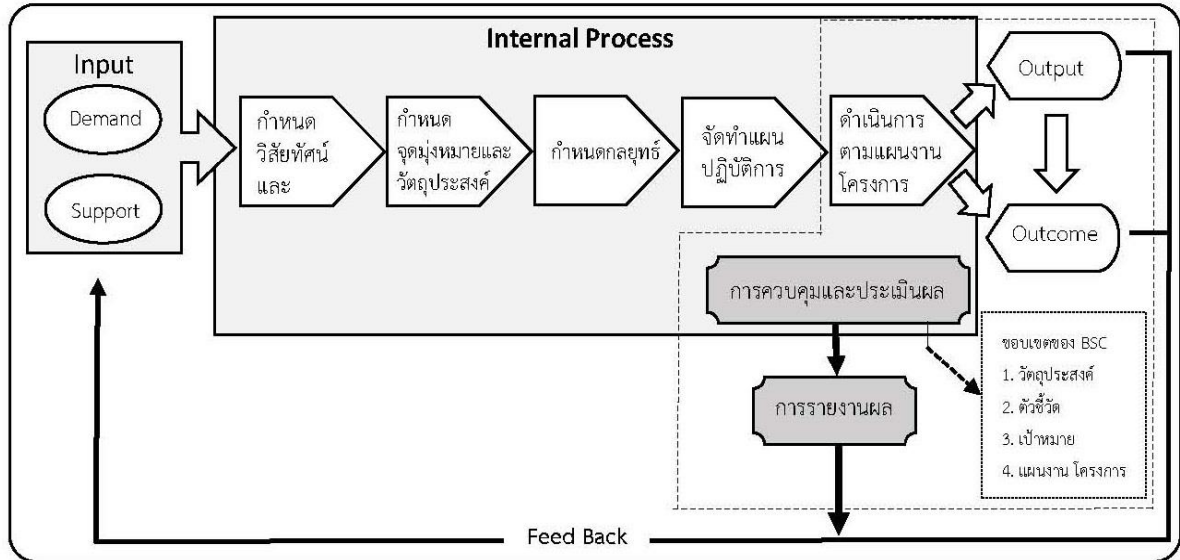 Internal Process
Input
Demand
Support
กำหนด
วิสัยทัศน์
และ
กำหนด
จุดมุ่งหมายและ
วัตถุประสงค์
กำหนดกลยุทธ์
จัดทำแผน
ปฏิบัติการ
ดำเนินการ
ตามแผนงาน
โครงการ
Output
Outcome
การควบคุมและประเมินผล
การรายงานผล
ขอบเขตของ BSC
1. วัตถุประสงค์
2. ตัวชี้วัด
3. เป้าหมาย
4. แผนงาน โครงการ
Feed Back